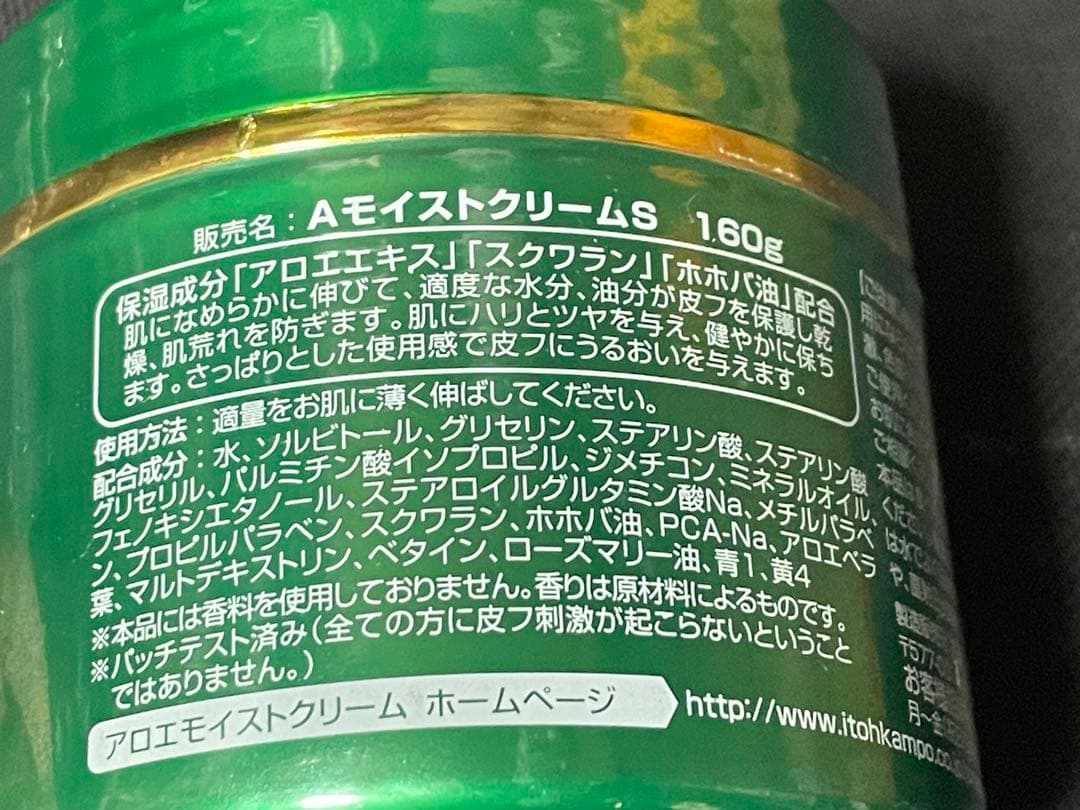 販売名：AモイストクリームS 160g
保湿成分「アロエエキス」「スクワラン」「ホホバ油」配合
肌になめらかに伸びて、適度な水分、油分が皮フを保護し乾
燥、肌荒れを防ぎます。肌にハリとツヤを与え、健やかに保ち
ます。さっぱりとした使用感で皮フにうるおいを与えます。
使用方法：適量をお肌に薄く伸ばしてください。
配合成分：水、ソルビトール、グリセリン、ステアリン酸、ステアリン酸
グリセリル、パルミチン酸イソプロピル、ジメチコン、ミネラルオイル、
フェノキシエタノール、ステアロイルグルタミン酸Na、メチルパラベ
ン、プロピルパラベン、スクワラン、ホホバ油、PCA-Na、アロエベラ
葉、マルトデキストリン、ベタイン、ローズマリー油、青1、黄4
※本品には香料を使用しておりません。香りは原材料によるものです。
※パッチテスト済み（全ての方に皮フ刺激が起こらないということ
ではありません。）
アロエモイストクリーム ホームページ
http://www.itohkampo.co
くださ
は水で
〒577-0
お客
月〜金